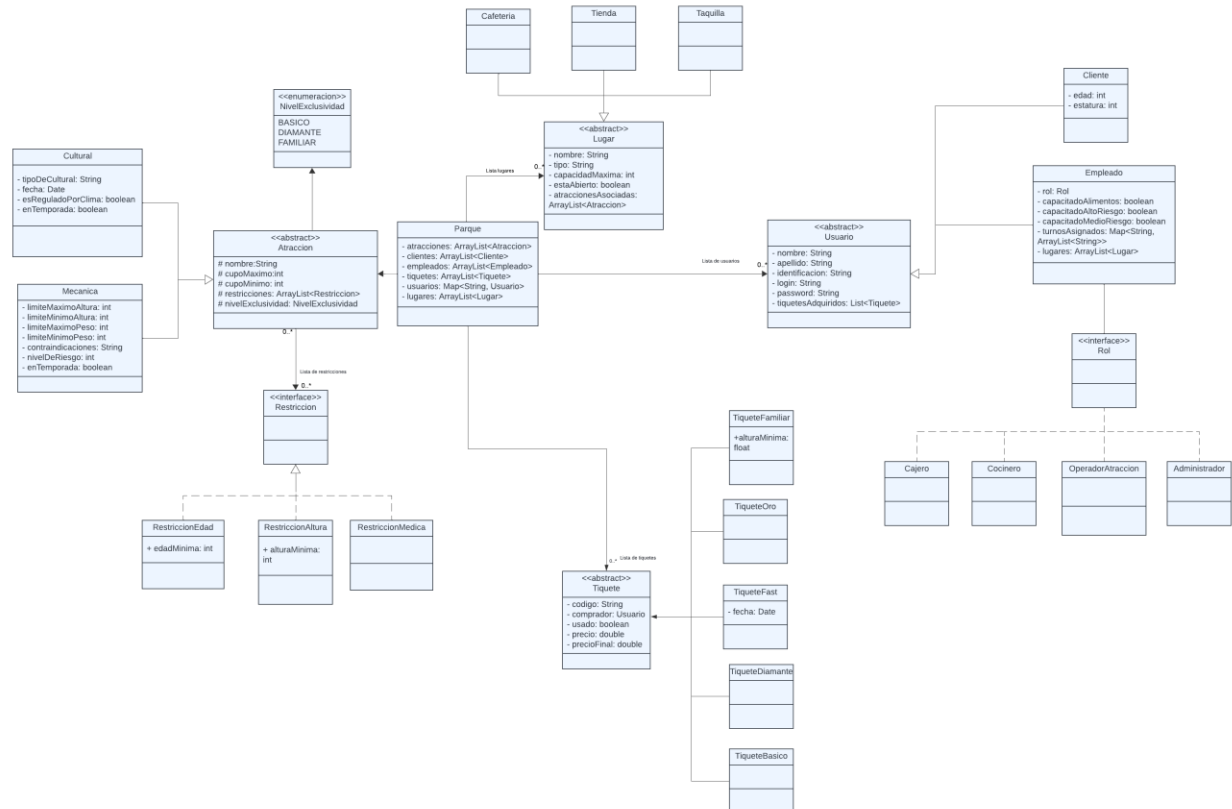 Cafeteria
Tienda
Taquilla
Cliente
- edad: int
- estatura: int
<<enumeracion>>
NivelExclusividad
BASICO
DIAMANTE
FAMILIAR
<<abstract>>
Lugar
- nombre: String
- tipo: String
- capacidadMaxima: int
- estaAbierto: boolean
- atraccionesAsociadas:
ArrayList<Atraccion>
Lista lugares
0..*
Cultural
- tipoDeCultural: String
- fecha: Date
- esReguladoPorClima: boolean
- enTemporada: boolean
Empleado
- rol: Rol
- capacitadoAlimentos: boolean
- capacitadoAltoRiesgo: boolean
- capacitadoMedioRiesgo: boolean
- turnosAsignados: Map<String,
ArrayList<String>>
- lugares: ArrayList<Lugar>
<<abstract>>
Atraccion
# nombre:String
# cupoMaximo:int
# cupoMinimo: int
# restricciones: ArrayList<Restriccion>
# nivelExclusividad: NivelExclusividad
0..*
Parque
- atracciones: ArrayList<Atraccion>
- clientes: ArrayList<Cliente>
- empleados: ArrayList<Empleado>
- tiquetes: ArrayList<Tiquete>
- usuarios: Map<String, Usuario>
- lugares: ArrayList<Lugar>
Lista de usuarios
0..*
<<abstract>>
Usuario
- nombre: String
- apellido: String
- identificacion: String
- login: String
- password: String
- tiquetesAdquiridos: List<Tiquete>
Mecanica
- limiteMaximoAltura: int
- limiteMinimoAltura: int
- limiteMaximoPeso: int
- limiteMinimoPeso: int
- contraindicaciones: String
- nivelDeRiesgo: int
- enTemporada: boolean
Lista de restricciones
0..*
<<interface>>
Restriccion
<<interface>>
Rol
RestriccionEdad
+ edadMinima: int
RestriccionAltura
+ alturaMinima:
int
RestriccionMedica
Cajero
Cocinero
OperadorAtraccion
Administrador
TiqueteFamiliar
+alturaMinima:
float
TiqueteOro
0..*
Lista de tiquetes
<<abstract>>
Tiquete
- codigo: String
- comprador: Usuario
- usado: boolean
- precio: double
- precioFinal: double
TiqueteFast
- fecha: Date
TiqueteDiamante
TiqueteBasico